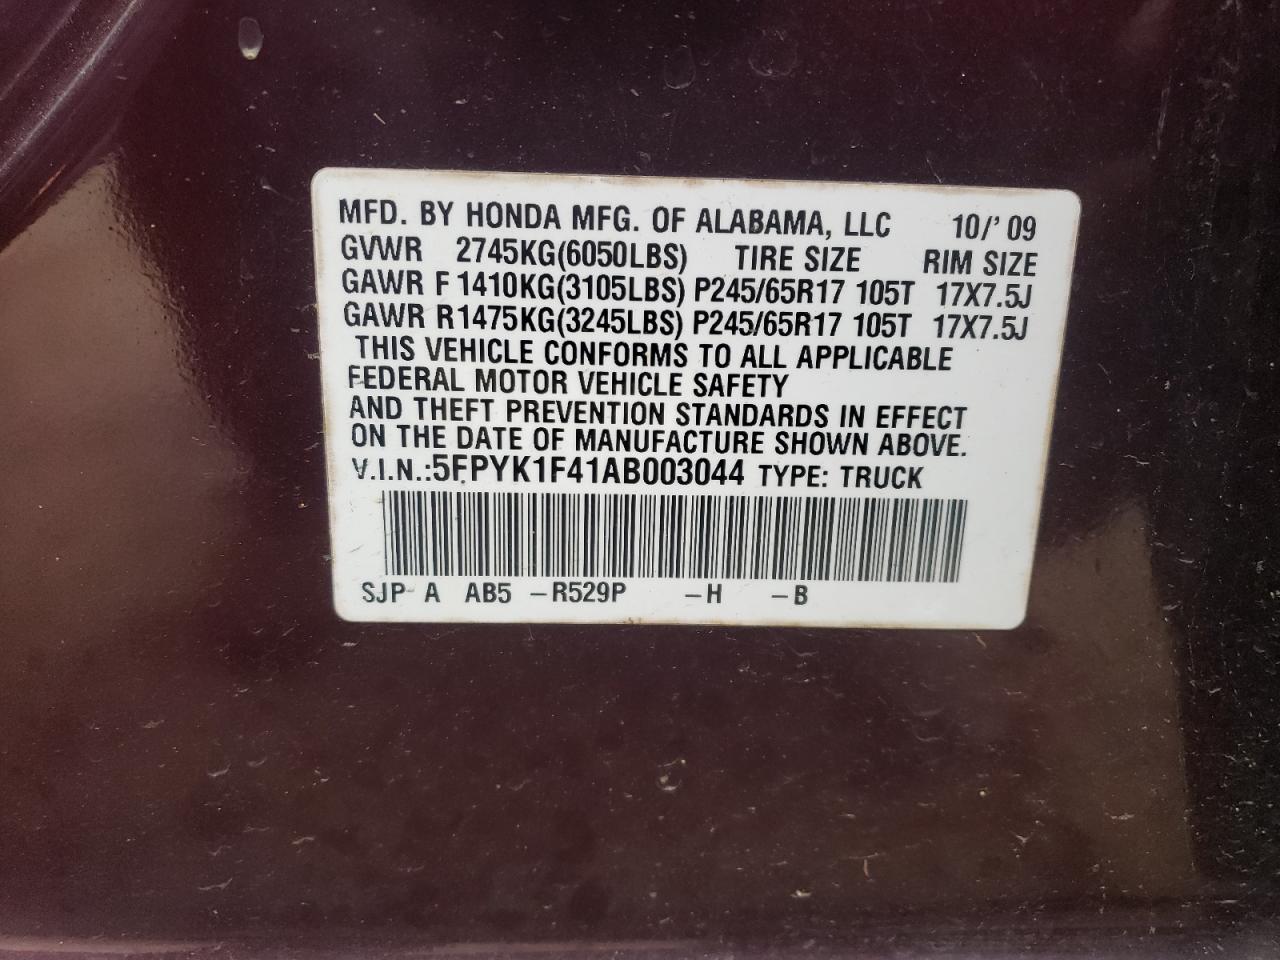 MFD. BY HONDA MFG. OF ALABAMA, LLC 10/'09
GVWR 2745KG(6050LBS) TIRE SIZE RIM SIZE
GAWR F 1410KG(3105LBS) P245/65R17 105T 17X7.5J
GAWR R 1475KG(3245LBS) P245/65R17 105T 17X7.5J
THIS VEHICLE CONFORMS TO ALL APPLICABLE
FEDERAL MOTOR VEHICLE SAFETY
AND THEFT PREVENTION STANDARDS IN EFFECT
ON THE DATE OF MANUFACTURE SHOWN ABOVE.
V.I.N.:5FPYK1F41AB003044 TYPE: TRUCK
SJP- A AB5 -R529P -H -B